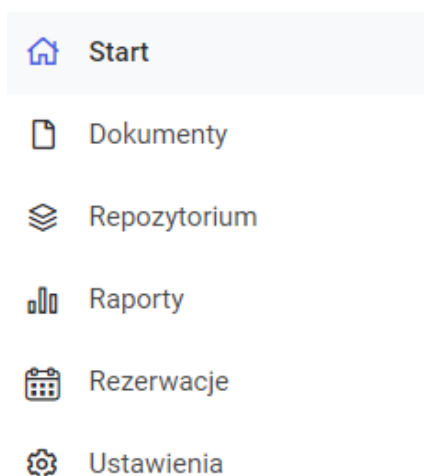 Start
Dokumenty
Repozytorium
Raporty
Rezerwacje
Ustawienia